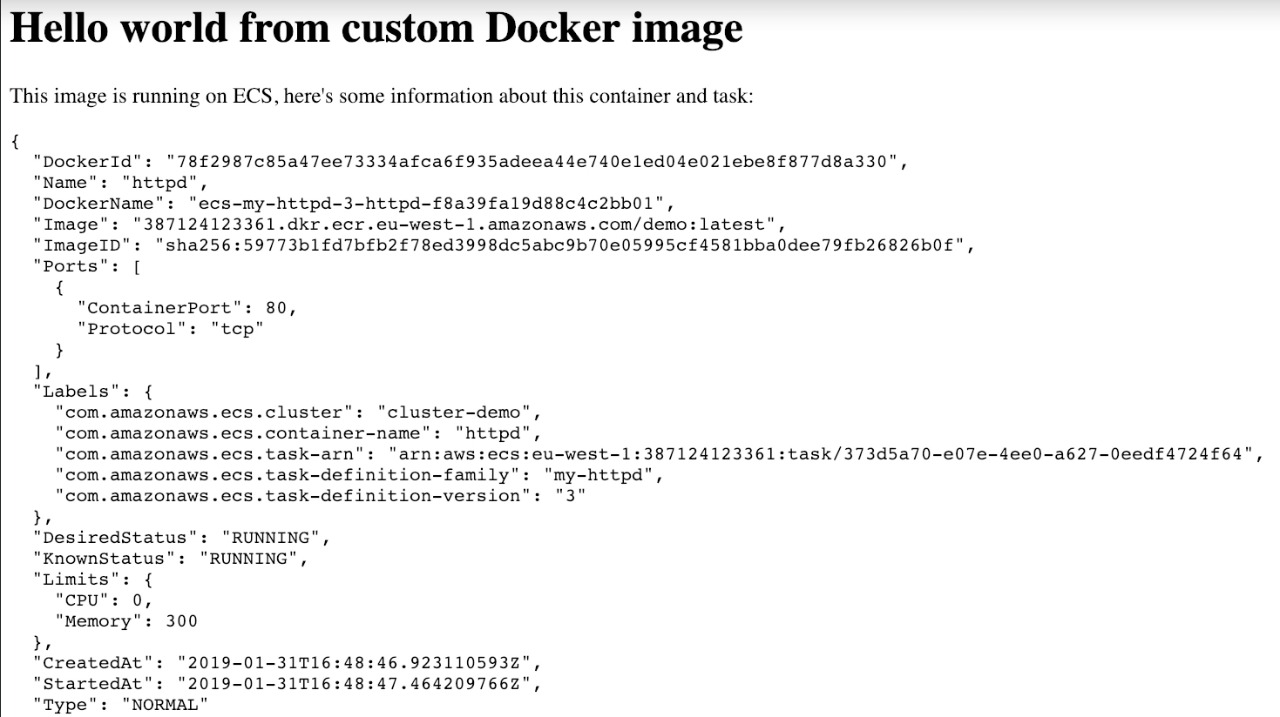 Hello world from custom Docker image
This image is running on ECS, here's some information about this container and task:
{
  "DockerId": "78f2987c85a47ee73334afca6f935adeea44e740e1ed04e021ebe8f877d8a330",
  "Name": "httpd",
  "DockerName": "ecs-my-httpd-3-httpd-f8a39fa19d88c4c2bb01",
  "Image": "387124123361.dkr.ecr.eu-west-1.amazonaws.com/demo:latest",
  "ImageID": "sha256:59773b1fd7bfb2f78ed3998dc5abc9b70e05995cf4581bba0dee79fb26826b0f",
  "Ports": [
    {
      "ContainerPort": 80,
      "Protocol": "tcp"
    }
  ],
  "Labels": {
    "com.amazonaws.ecs.cluster": "cluster-demo",
    "com.amazonaws.ecs.container-name": "httpd",
    "com.amazonaws.ecs.task-arn": "arn:aws:ecs:eu-west-1:387124123361:task/373d5a70-e07e-4ee0-a627-0eedf4724f64",
    "com.amazonaws.ecs.task-definition-family": "my-httpd",
    "com.amazonaws.ecs.task-definition-version": "3"
  },
  "DesiredStatus": "RUNNING",
  "KnownStatus": "RUNNING",
  "Limits": {
    "CPU": 0,
    "Memory": 300
  },
  "CreatedAt": "2019-01-31T16:48:46.923110593Z",
  "StartedAt": "2019-01-31T16:48:47.464209766Z",
  "Type": "NORMAL"